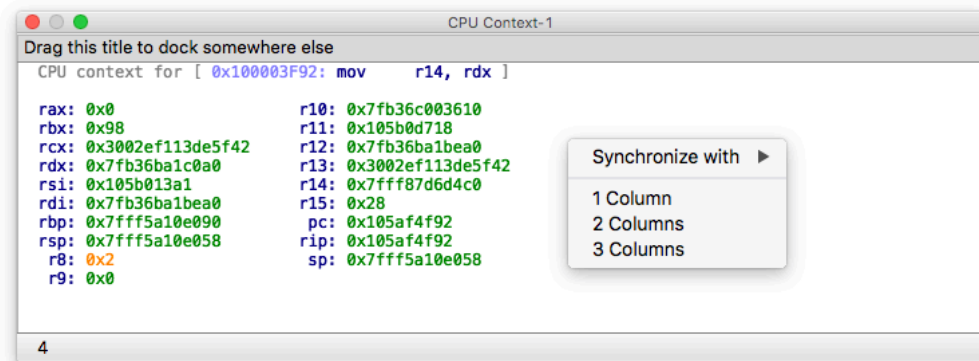 CPU Context-1
Drag this title to dock somewhere else
CPU context for [ 0x100003F92: mov r14, rdx ]
rax: 0x0 r10: 0x7fb36c003610
rbx: 0x98 r11: 0x105b0d718
rcx: 0x3002ef113de5f42 r12: 0x7fb36ba1bea0
rdx: 0x7fb36ba1c0a0 r13: 0x3002ef113de5f42
rsi: 0x105b013a1 r14: 0x7fff87d6d4c0
rdi: 0x7fb36ba1bea0 r15: 0x28
rbp: 0x7fff5a10e090 pc: 0x105af4f92
rsp: 0x7fff5a10e058 rip: 0x105af4f92
r8: 0x2 sp: 0x7fff5a10e058
r9: 0x0
Synchronize with
1 Column
2 Columns
3 Columns
4